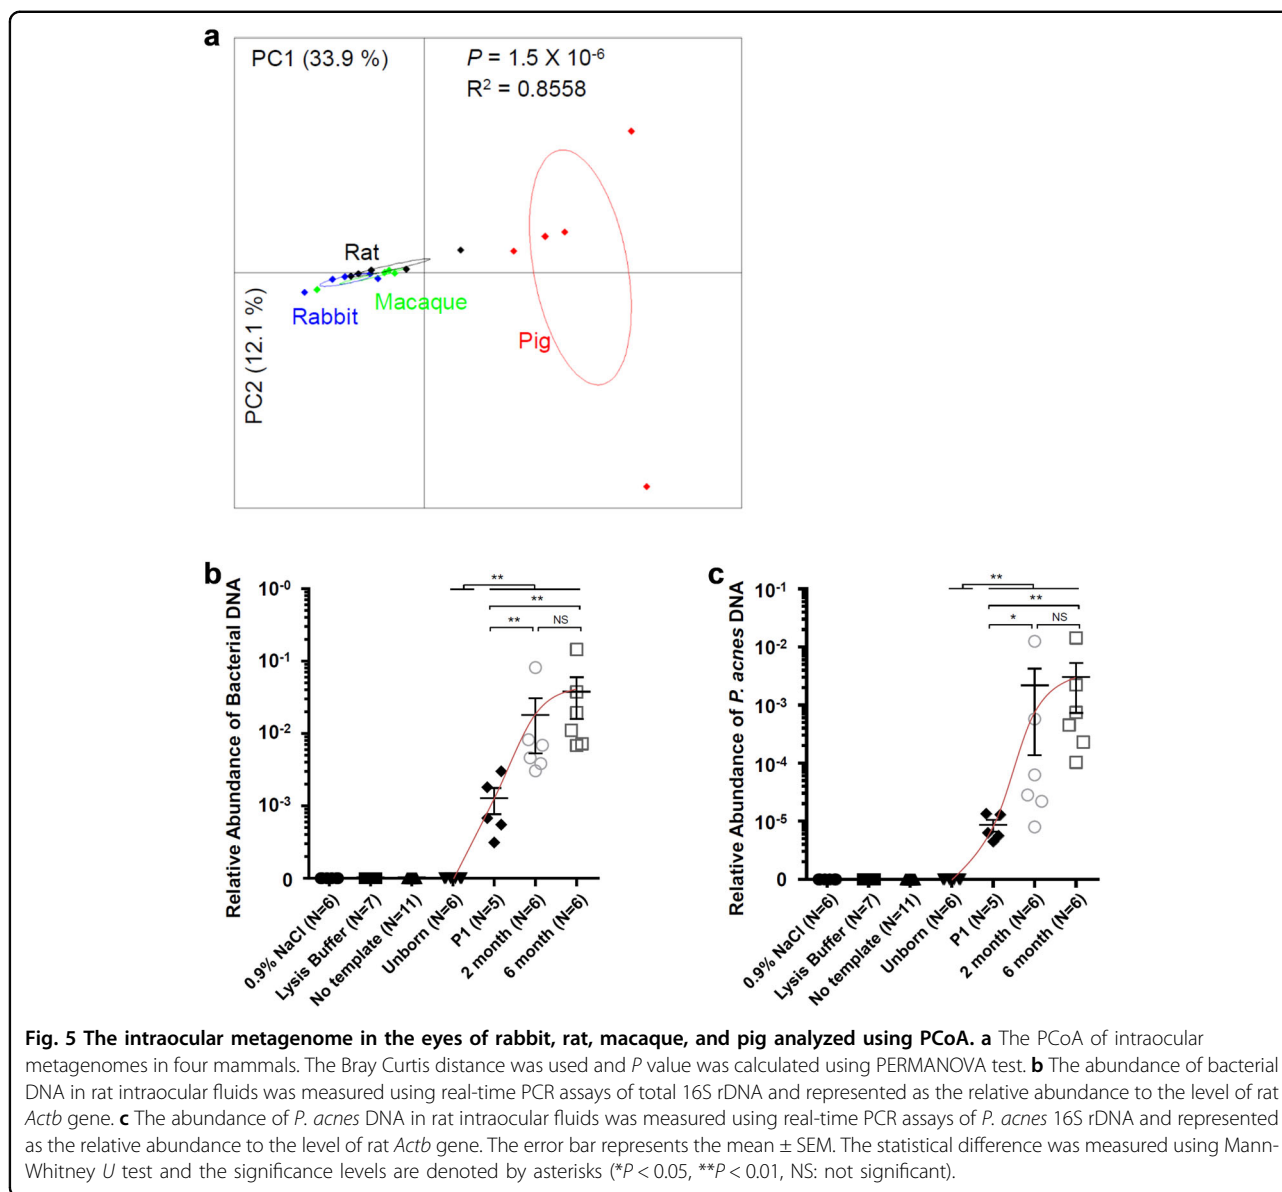 a
PC1 (33.9 %)
P = 1.5 X 10-6
R2 = 0.8558
Rat
Macaque
Rabbit
Pig
PC2 (12.1 %)
b
Relative Abundance of Bacterial DNA
10-0
10-1
10-2
10-3
0
**
**
**
NS
0.9% NaCl (N=6)
Lysis Buffer (N=7)
No template (N=11)
Unborn (N=6)
P1 (N=5)
2 month (N=6)
6 month (N=6)
c
Relative Abundance of P. acnes DNA
10-1
10-2
10-3
10-4
10-5
0
**
**
*
NS
0.9% NaCl (N=6)
Lysis Buffer (N=7)
No template (N=11)
Unborn (N=6)
P1 (N=5)
2 month (N=6)
6 month (N=6)
Fig. 5 The intraocular metagenome in the eyes of rabbit, rat, macaque, and pig analyzed using PCoA. a The PCoA of intraocular
metagenomes in four mammals. The Bray Curtis distance was used and P value was calculated using PERMANOVA test. b The abundance of bacterial
DNA in rat intraocular fluids was measured using real-time PCR assays of total 16S rDNA and represented as the relative abundance to the level of rat
Actb gene. c The abundance of P. acnes DNA in rat intraocular fluids was measured using real-time PCR assays of P. acnes 16S rDNA and represented
as the relative abundance to the level of rat Actb gene. The error bar represents the mean ± SEM. The statistical difference was measured using Mann-
Whitney U test and the significance levels are denoted by asterisks (*P < 0.05, **P < 0.01, NS: not significant).